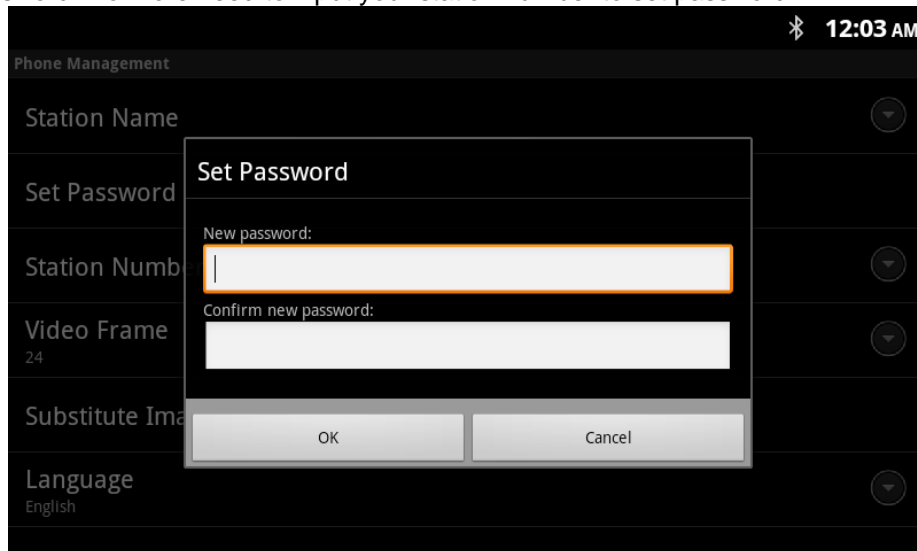 12:03 AM
Phone Management
Station Name
Set Password
Set Password
New password:
Station Numbe
Confirm new password:
Video Frame
24
Substitute Ima
OK
Cancel
Language
English